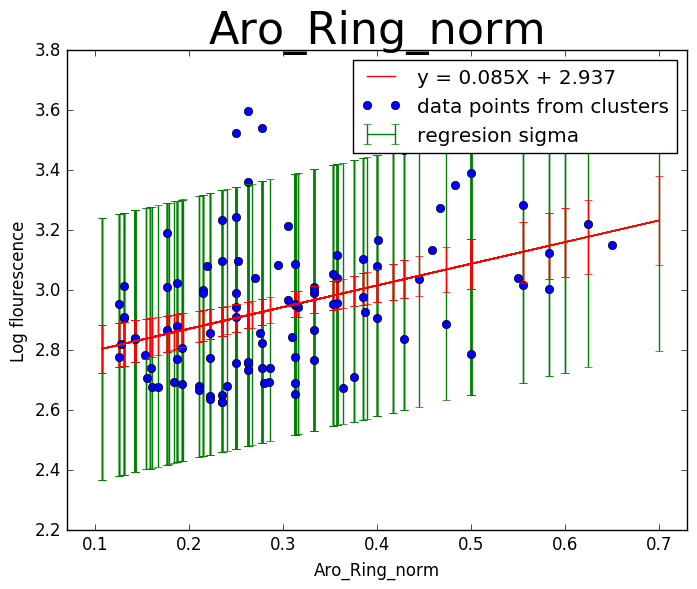 Aro_Ring_norm
y = 0.085X + 2.937
data points from clusters
regresion sigma
3.8
3.6
3.4
3.2
3.0
2.8
2.6
2.4
2.2
Log flourescence
0.1 0.2 0.3 0.4 0.5 0.6 0.7
Aro_Ring_norm